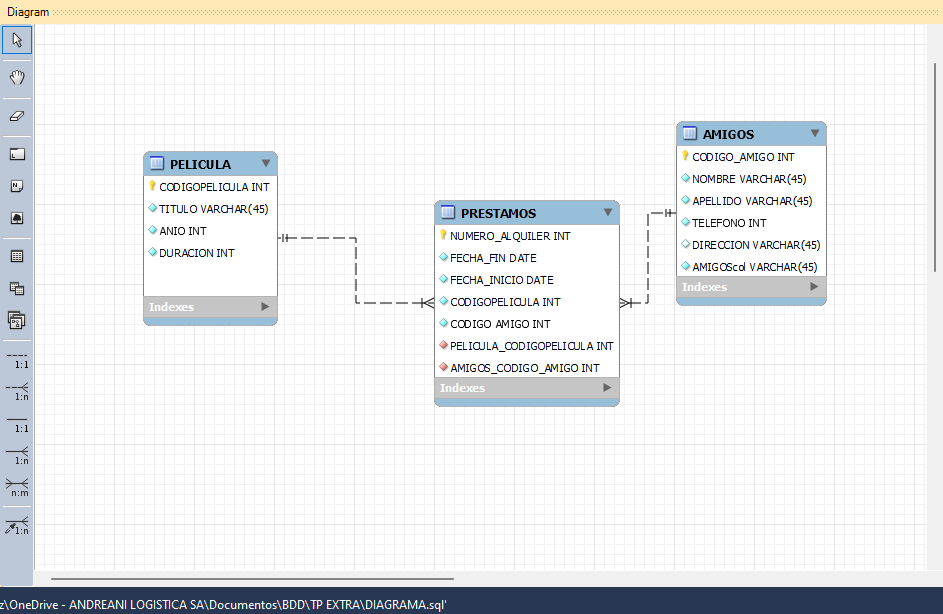 Diagram
PELICULA
CODIGOPELICULA INT
TITULO VARCHAR(45)
ANIO INT
DURACION INT
Indexes
PRESTAMOS
NUMERO_ALQUILER INT
FECHA_FIN DATE
FECHA_INICIO DATE
CODIGOPELICULA INT
CODIGO AMIGO INT
PELICULA_CODIGOPELICULA INT
AMIGOS_CODIGO_AMIGO INT
Indexes
AMIGOS
CODIGO_AMIGO INT
NOMBRE VARCHAR(45)
APELLIDO VARCHAR(45)
TELEFONO INT
DIRECCION VARCHAR(45)
AMIGOScol VARCHAR(45)
Indexes
1:1
1:n
1:1
1:n
n:m
1:n
z\OneDrive - ANDREANI LOGISTICA SA\Documentos\BDD\TP EXTRA\DIAGRAMA.sql'